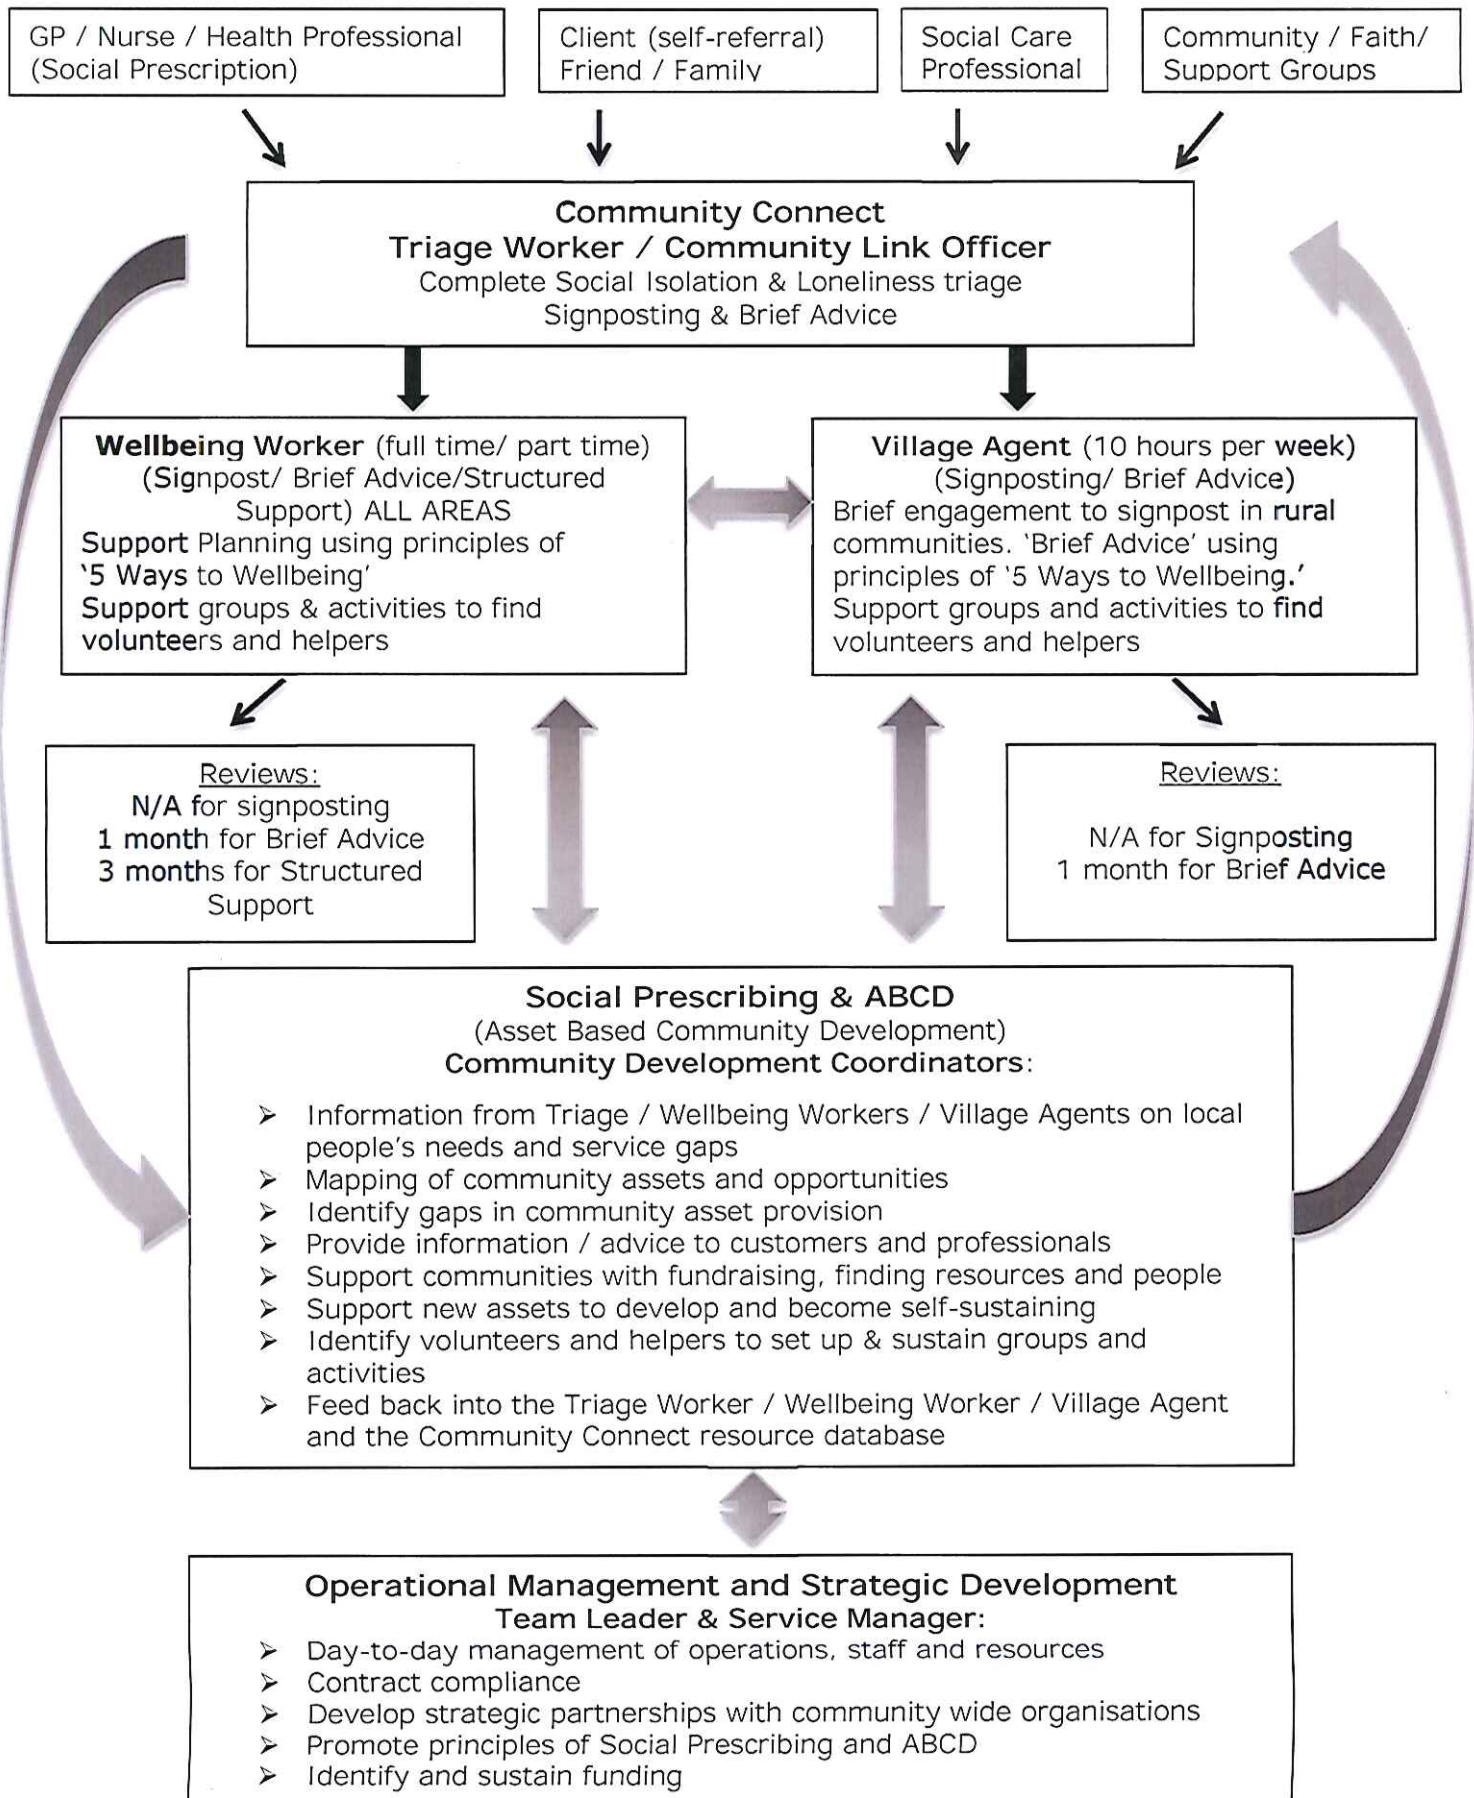 GP / Nurse / Health Professional
(Social Prescription)
Client (self-referral)
Friend / Family
Social Care
Professional
Community / Faith/
Support Groups
Community Connect
Triage Worker / Community Link Officer
Complete Social Isolation & Loneliness triage
Signposting & Brief Advice
Wellbeing Worker (full time/ part time)
(Signpost/ Brief Advice/Structured
Support) ALL AREAS
Support Planning using principles of
‘5 Ways to Wellbeing’
Support groups & activities to find
volunteers and helpers
Village Agent (10 hours per week)
(Signposting/ Brief Advice)
Brief engagement to signpost in rural
communities. ‘Brief Advice’ using
principles of ‘5 Ways to Wellbeing.’
Support groups and activities to find
volunteers and helpers
Reviews:
N/A for signposting
1 month for Brief Advice
3 months for Structured
Support
Reviews:
N/A for Signposting
1 month for Brief Advice
Social Prescribing & ABCD
(Asset Based Community Development)
Community Development Coordinators:
➢ Information from Triage / Wellbeing Workers / Village Agents on local
people’s needs and service gaps
➢ Mapping of community assets and opportunities
➢ Identify gaps in community asset provision
➢ Provide information / advice to customers and professionals
➢ Support communities with fundraising, finding resources and people
➢ Support new assets to develop and become self-sustaining
➢ Identify volunteers and helpers to set up & sustain groups and
activities
➢ Feed back into the Triage Worker / Wellbeing Worker / Village Agent
and the Community Connect resource database
Operational Management and Strategic Development
Team Leader & Service Manager:
➢ Day-to-day management of operations, staff and resources
➢ Contract compliance
➢ Develop strategic partnerships with community wide organisations
➢ Promote principles of Social Prescribing and ABCD
➢ Identify and sustain funding